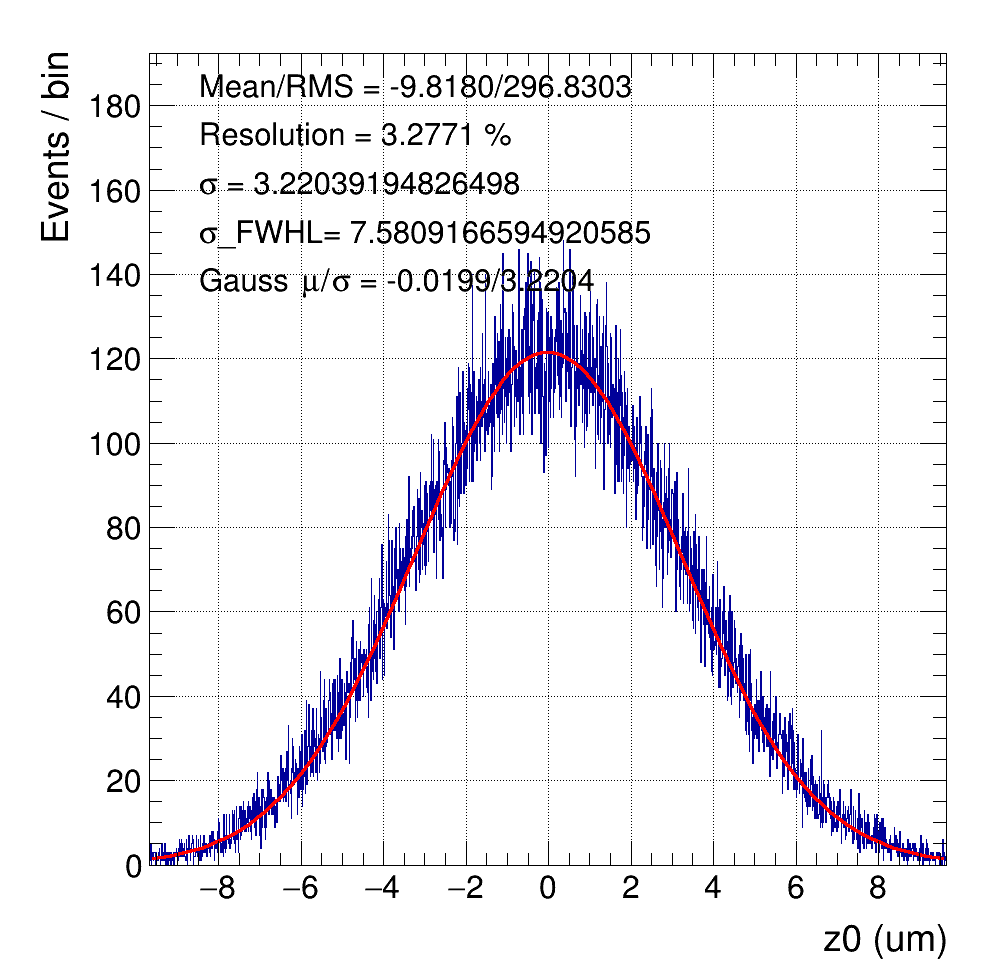 Events / bin
Mean/RMS = -9.8180/296.8303
Resolution = 3.2771 %
σ = 3.22039194826498
σ_FWHL= 7.5809166594920585
Gauss μ/σ = -0.0199/3.2204
180
160
140
120
100
80
60
40
20
0
−8 −6 −4 −2 0 2 4 6 8
z0 (um)